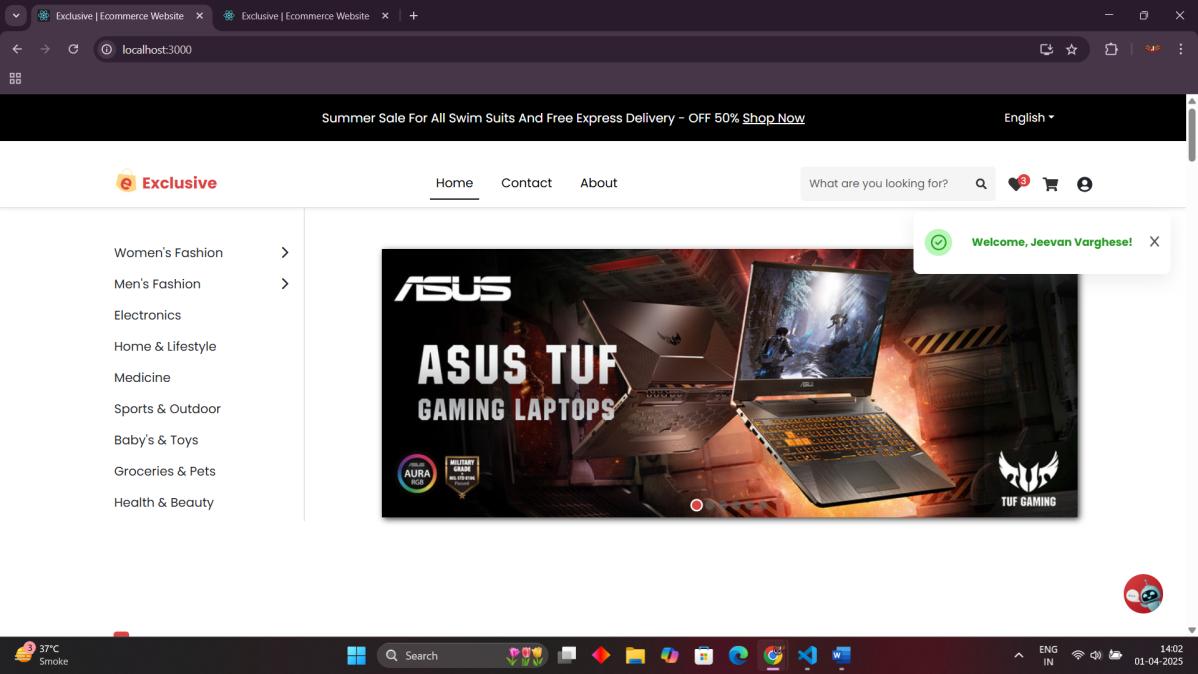 Exclusive | Ecommerce Website
Exclusive | Ecommerce Website
localhost:3000
Summer Sale For All Swim Suits And Free Express Delivery - OFF 50% Shop Now
English
Exclusive
Home
Contact
About
What are you looking for?
3
Welcome, Jeevan Varghese!
Women's Fashion
Men's Fashion
Electronics
Home & Lifestyle
Medicine
Sports & Outdoor
Baby's & Toys
Groceries & Pets
Health & Beauty
ASUS
ASUS TUF
GAMING LAPTOPS
ASUS
AURA
RGB
MILITARY
GRADE
TUF GAMING
3
37°C
Smoke
Search
ENG
IN
14:02
01-04-2025